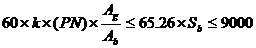 60 × k × (PN) × A_g / A_b ≤ 65.26 × S_b ≤ 9000